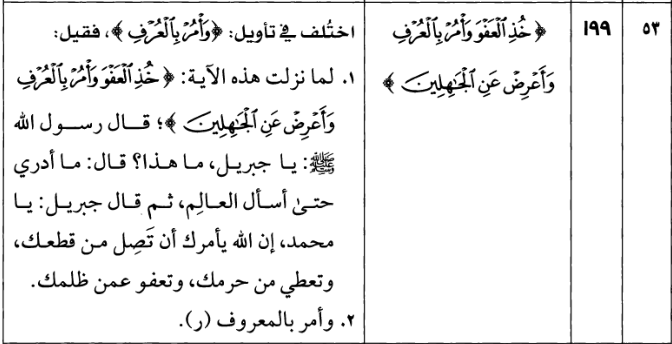 ٥٣
١٩٩
﴿ خُذِ ٱلْعَفْوَ وَأْمُرْ بِٱلْعُرْفِ
وَأَعْرِضْ عَنِ ٱلْجَٰهِلِينَ ﴾
اختُلف في تأويل: ﴿وَأْمُرْ بِٱلْعُرْفِ ﴾، فقيل:
١. لما نزلت هذه الآية: ﴿ خُذِ ٱلْعَفْوَ وَأْمُرْ بِٱلْعُرْفِ
وَأَعْرِضْ عَنِ ٱلْجَٰهِلِينَ ﴾؛ قال رسول الله
ﷺ: يا جبريل، ما هذا؟ قال: ما أدري
حتىٰ أسأل العالِم، ثم قال جبريل: يا
محمد، إن الله يأمرك أن تَصِل من قطعك،
وتعطي من حرمك، وتعفو عمن ظلمك.
٢. وأمر بالمعروف (ر).